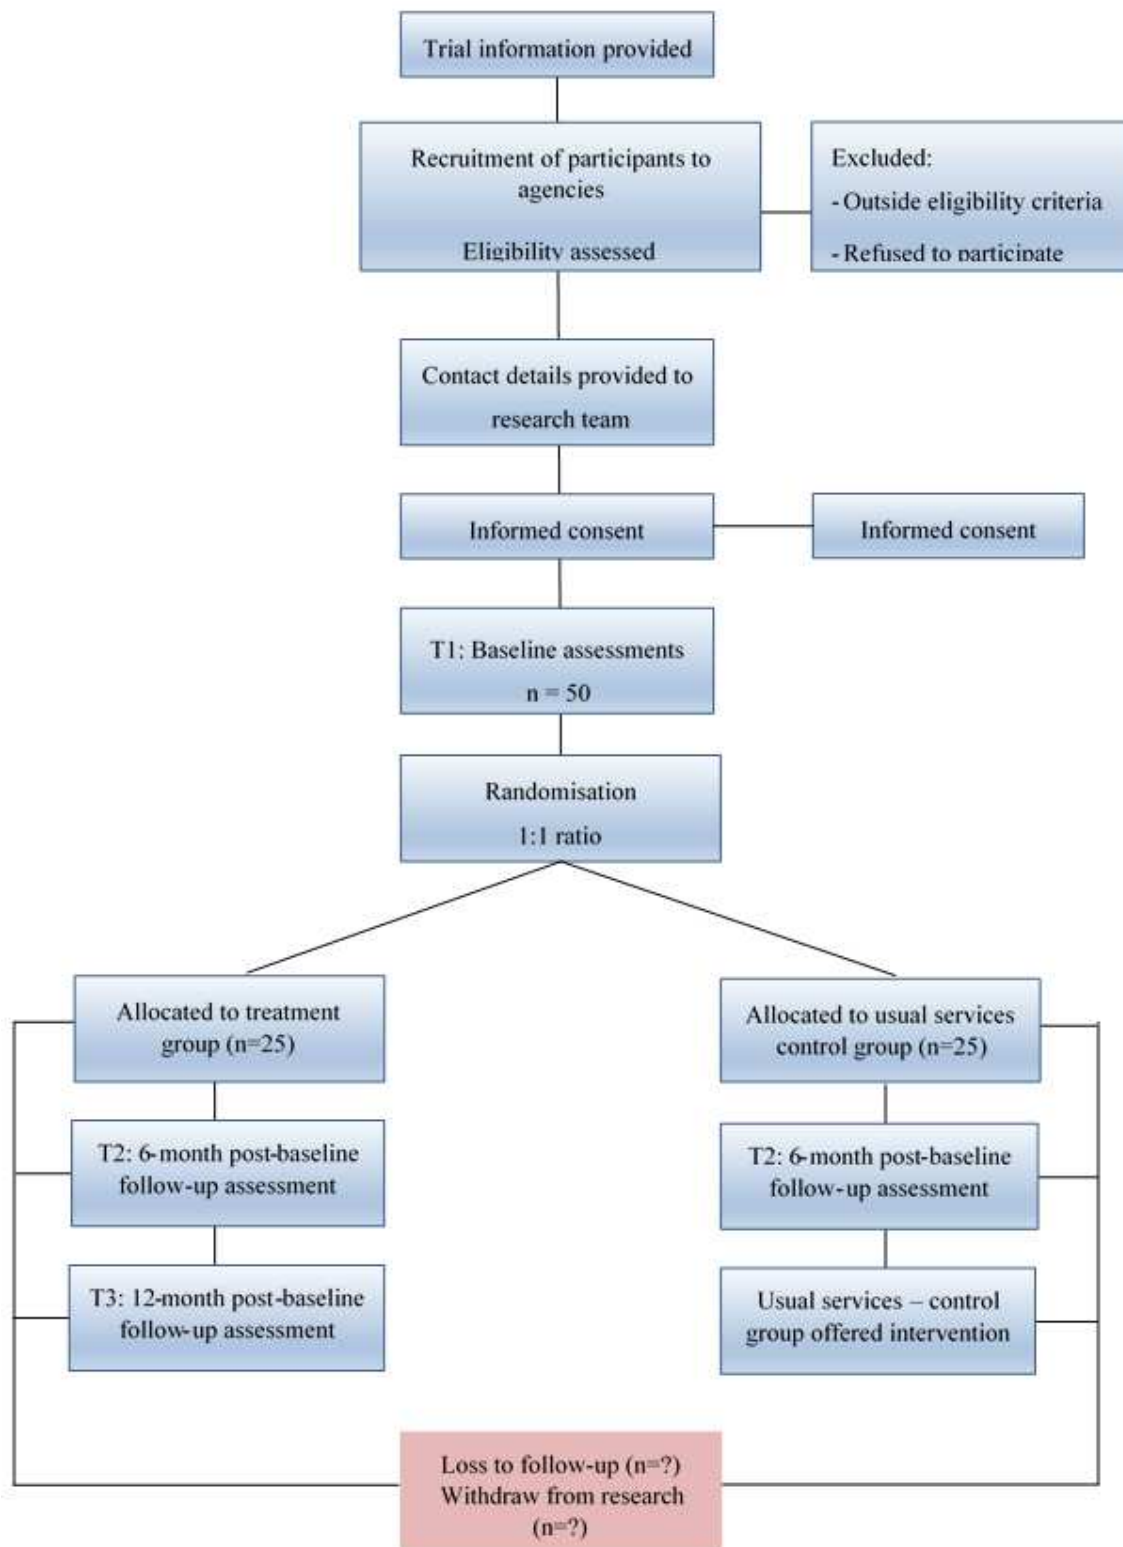 Trial information provided
Recruitment of participants to
agencies
Eligibility assessed
Excluded:
- Outside eligibility criteria
- Refused to participate
Contact details provided to
research team
Informed consent
Informed consent
T1: Baseline assessments
n = 50
Randomisation
1:1 ratio
Allocated to treatment
group (n=25)
T2: 6-month post-baseline
follow-up assessment
T3: 12-month post-baseline
follow-up assessment
Allocated to usual services
control group (n=25)
T2: 6-month post-baseline
follow-up assessment
Usual services – control
group offered intervention
Loss to follow-up (n=?)
Withdraw from research
(n=?)